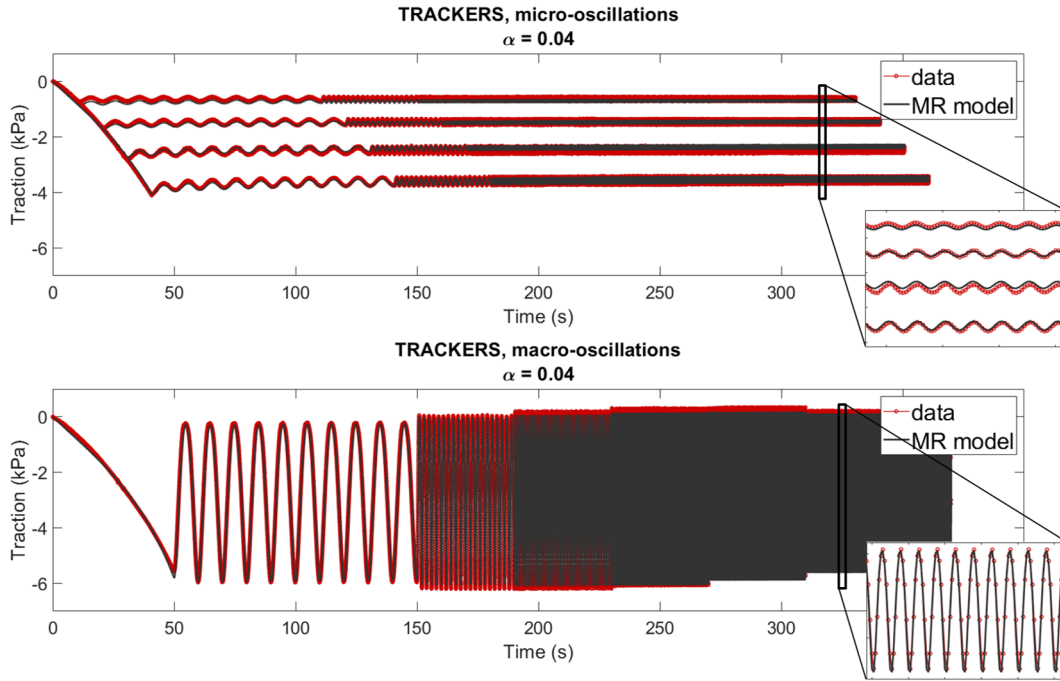 TRACKERS, micro-oscillations
α = 0.04
Traction (kPa)
0
-2
-4
-6
data
MR model
0 50 100 150 200 250 300
Time (s)
TRACKERS, macro-oscillations
α = 0.04
Traction (kPa)
0
-2
-4
-6
data
MR model
0 50 100 150 200 250 300
Time (s)